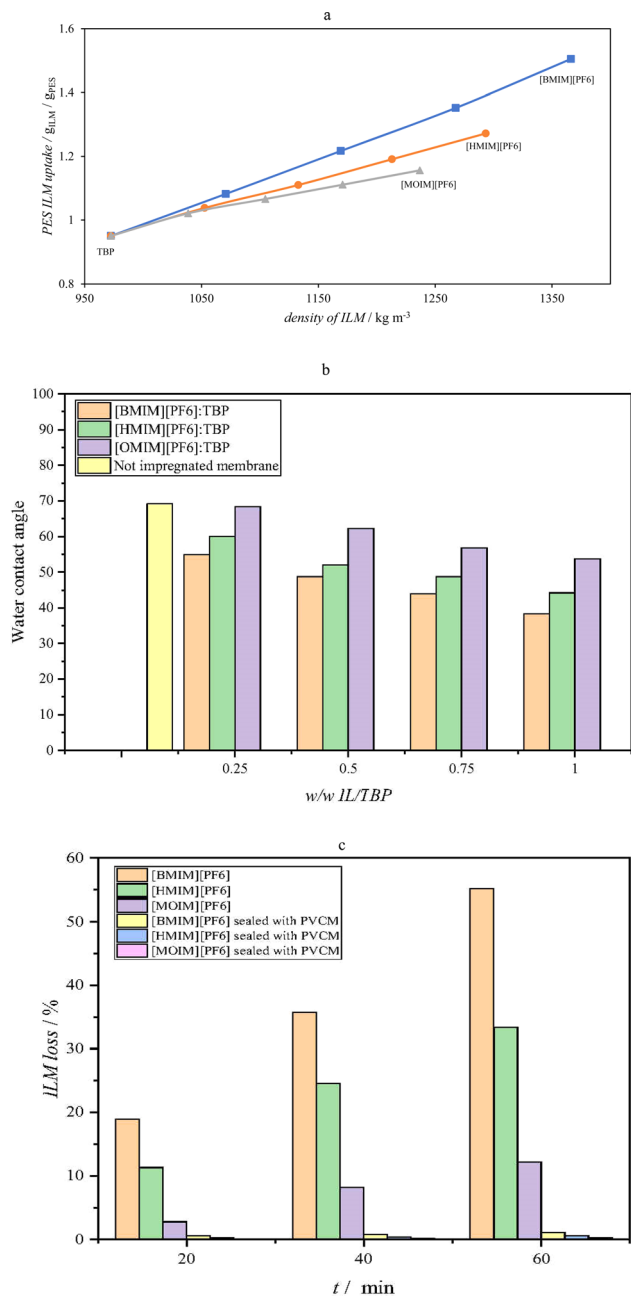 a
1.6
1.4
1.2
1
0.8
PES ILM uptake / gILM / gPES
[BMIM][PF6]
[HMIM][PF6]
[MOIM][PF6]
TBP
950
1050
1150
1250
1350
density of ILM / kg m-3
b
100
90
80
70
60
50
40
30
20
10
0
Water contact angle
[BMIM][PF6]:TBP
[HMIM][PF6]:TBP
[OMIM][PF6]:TBP
Not impregnated membrane
0.25
0.5
0.75
1
w/w IL/TBP
c
60
50
40
30
20
10
0
ILM loss / %
[BMIM][PF6]
[HMIM][PF6]
[MOIM][PF6]
[BMIM][PF6] sealed with PVCM
[HMIM][PF6] sealed with PVCM
[MOIM][PF6] sealed with PVCM
20
40
60
t / min